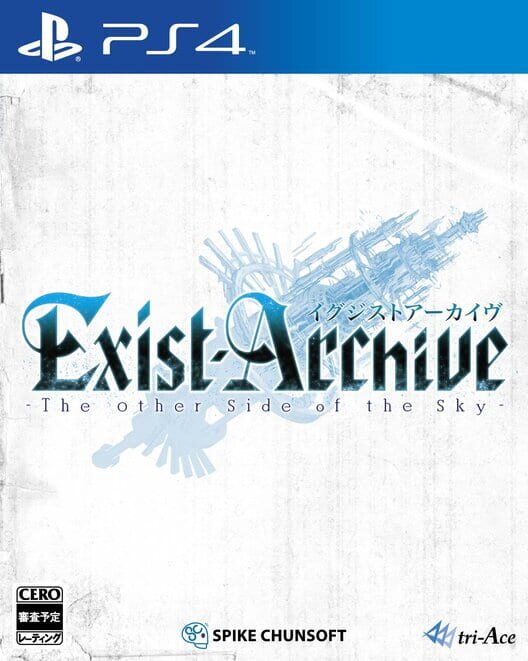 PS4
イグジストアーカイヴ
Exist Archive
-The Other Side of the Sky-
CERO
審査予定
レーティング
SPIKE CHUNSOFT
tri-Ace